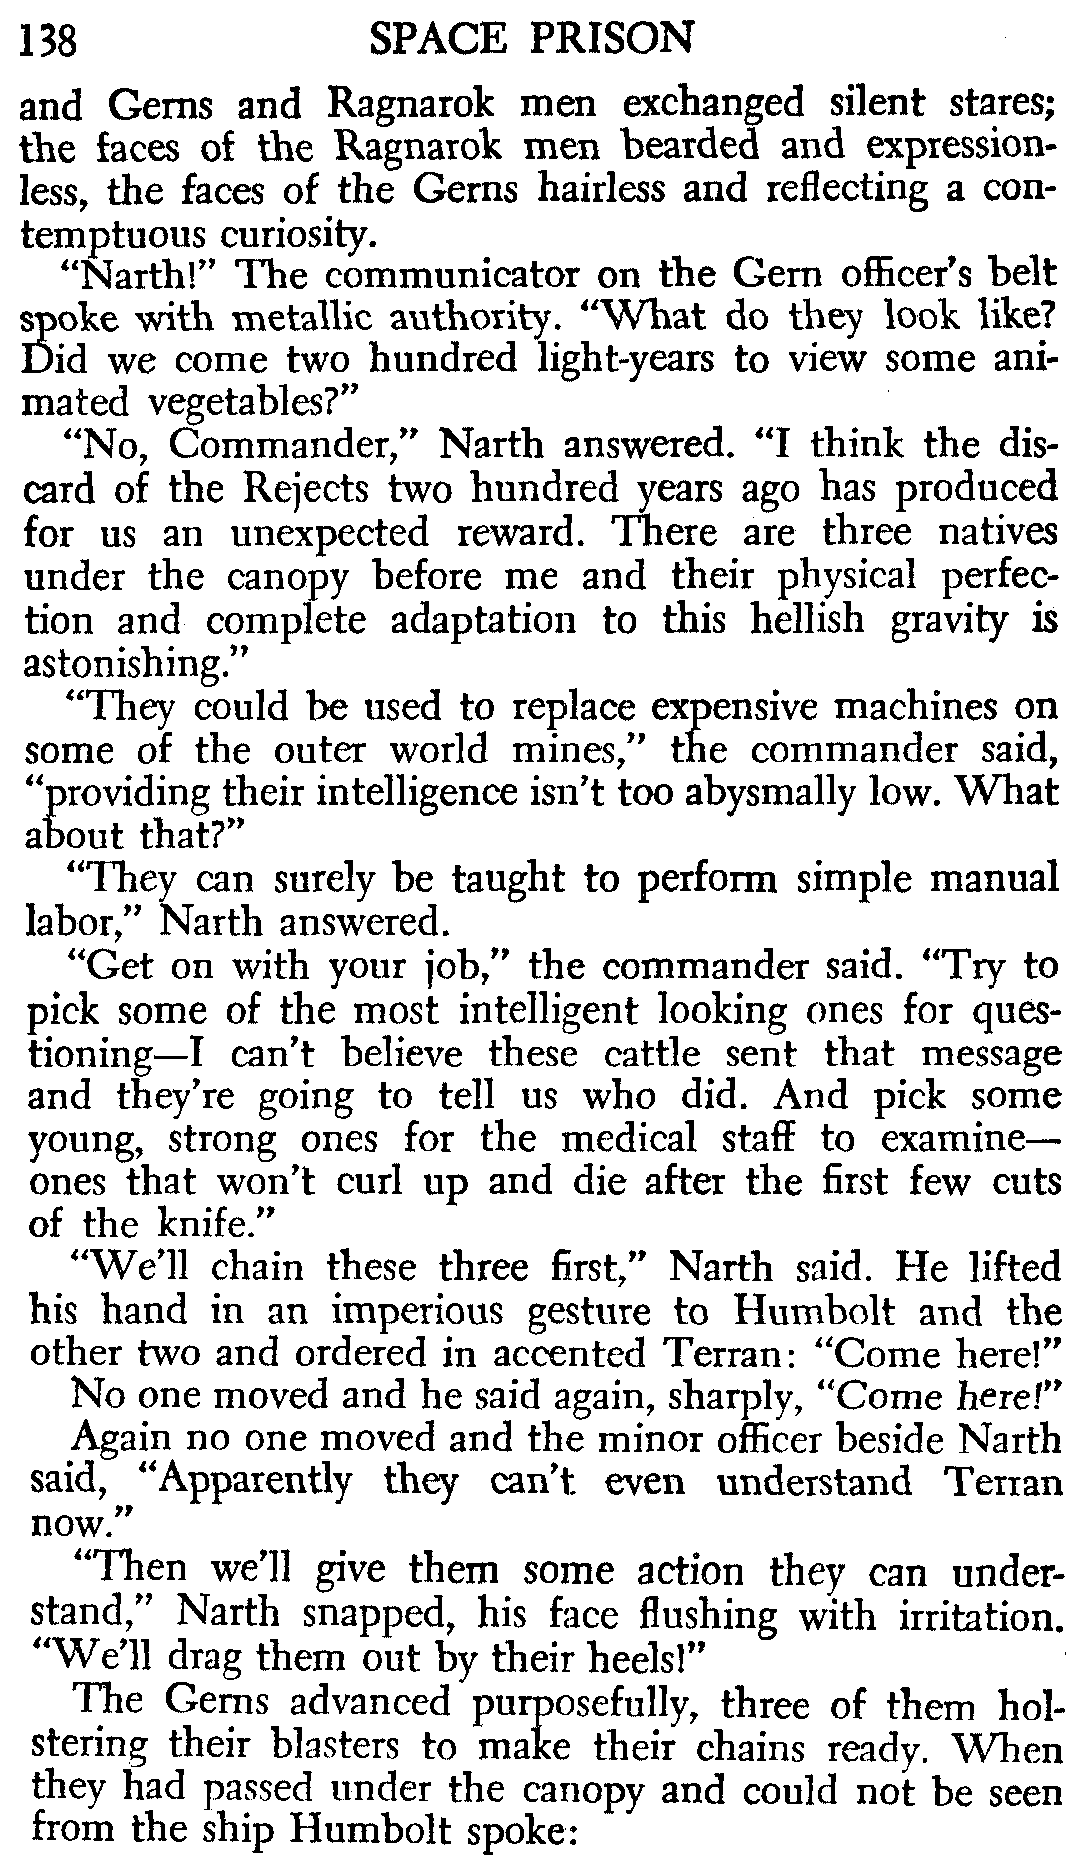 138 SPACE PRISON
and Gerns and Ragnarok men exchanged silent stares;
the faces of the Ragnarok men bearded and expression-
less, the faces of the Gerns hairless and reflecting a con-
temptuous curiosity.
“Narth!” The communicator on the Gern officer's belt
spoke with metallic authority. “What do they look like?
Did we come two hundred light-years to view some ani-
mated vegetables?”
“No, Commander,” Narth answered. “I think the dis-
card of the Rejects two hundred years ago has produced
for us an unexpected reward. There are three natives
under the canopy before me and their physical perfec-
tion and complete adaptation to this hellish gravity is
astonishing.”
“They could be used to replace expensive machines on
some of the outer world mines,” the commander said,
“providing their intelligence isn't too abysmally low. What
about that?”
“They can surely be taught to perform simple manual
labor,” Narth answered.
“Get on with your job,” the commander said. “Try to
pick some of the most intelligent looking ones for ques-
tioning—I can't believe these cattle sent that message
and they're going to tell us who did. And pick some
young, strong ones for the medical staff to examine—
ones that won't curl up and die after the first few cuts
of the knife.”
“We'll chain these three first,” Narth said. He lifted
his hand in an imperious gesture to Humbolt and the
other two and ordered in accented Terran: “Come here!”
No one moved and he said again, sharply, “Come here!”
Again no one moved and the minor officer beside Narth
said, “Apparently they can't even understand Terran
now.”
“Then we'll give them some action they can under-
stand,” Narth snapped, his face flushing with irritation.
“We'll drag them out by their heels!”
The Gerns advanced purposefully, three of them hol-
stering their blasters to make their chains ready. When
they had passed under the canopy and could not be seen
from the ship Humbolt spoke: